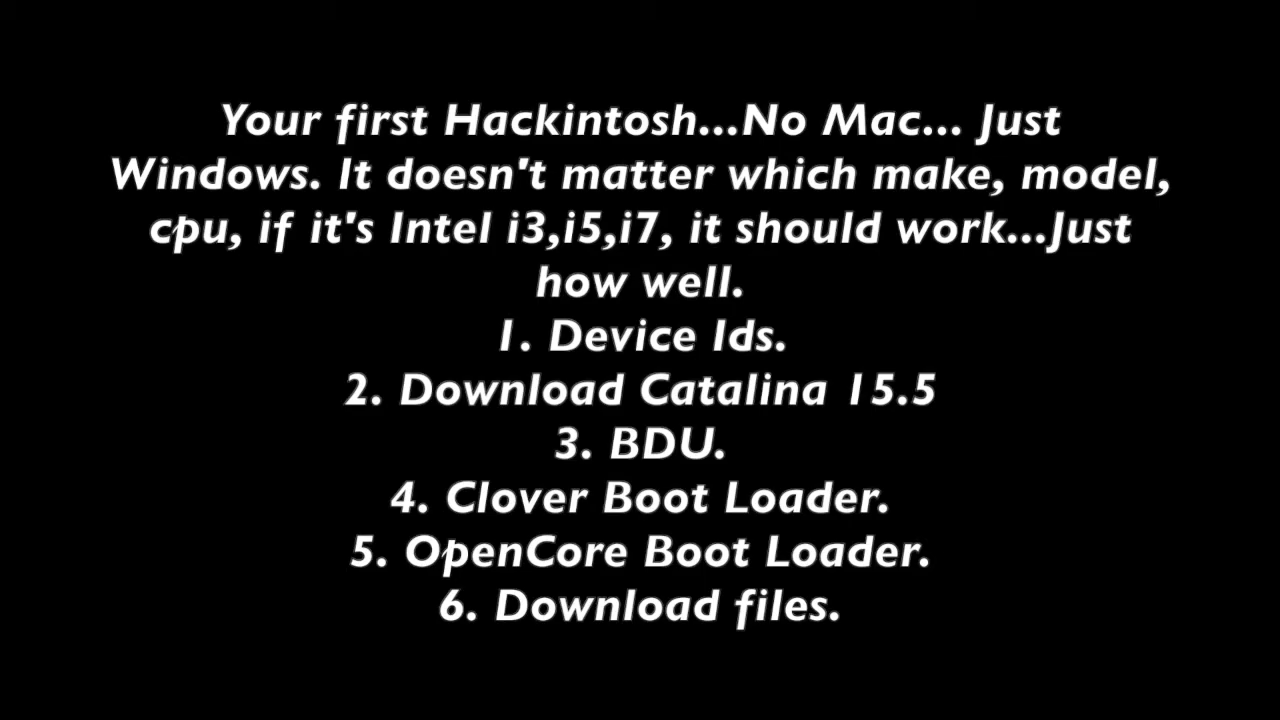 Your first Hackintosh...No Mac... Just
Windows. It doesn't matter which make, model,
cpu, if it's Intel i3,i5,i7, it should work...Just
how well.
1. Device Ids.
2. Download Catalina 15.5
3. BDU.
4. Clover Boot Loader.
5. OpenCore Boot Loader.
6. Download files.